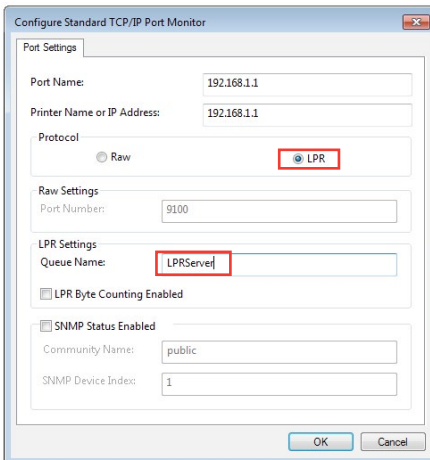 Configure Standard TCP/IP Port Monitor
Port Settings
Port Name: 192.168.1.1
Printer Name or IP Address: 192.168.1.1
Protocol
Raw LPR
Raw Settings
Port Number: 9100
LPR Settings
Queue Name: LPRServer
LPR Byte Counting Enabled
SNMP Status Enabled
Community Name: public
SNMP Device Index: 1
OK Cancel